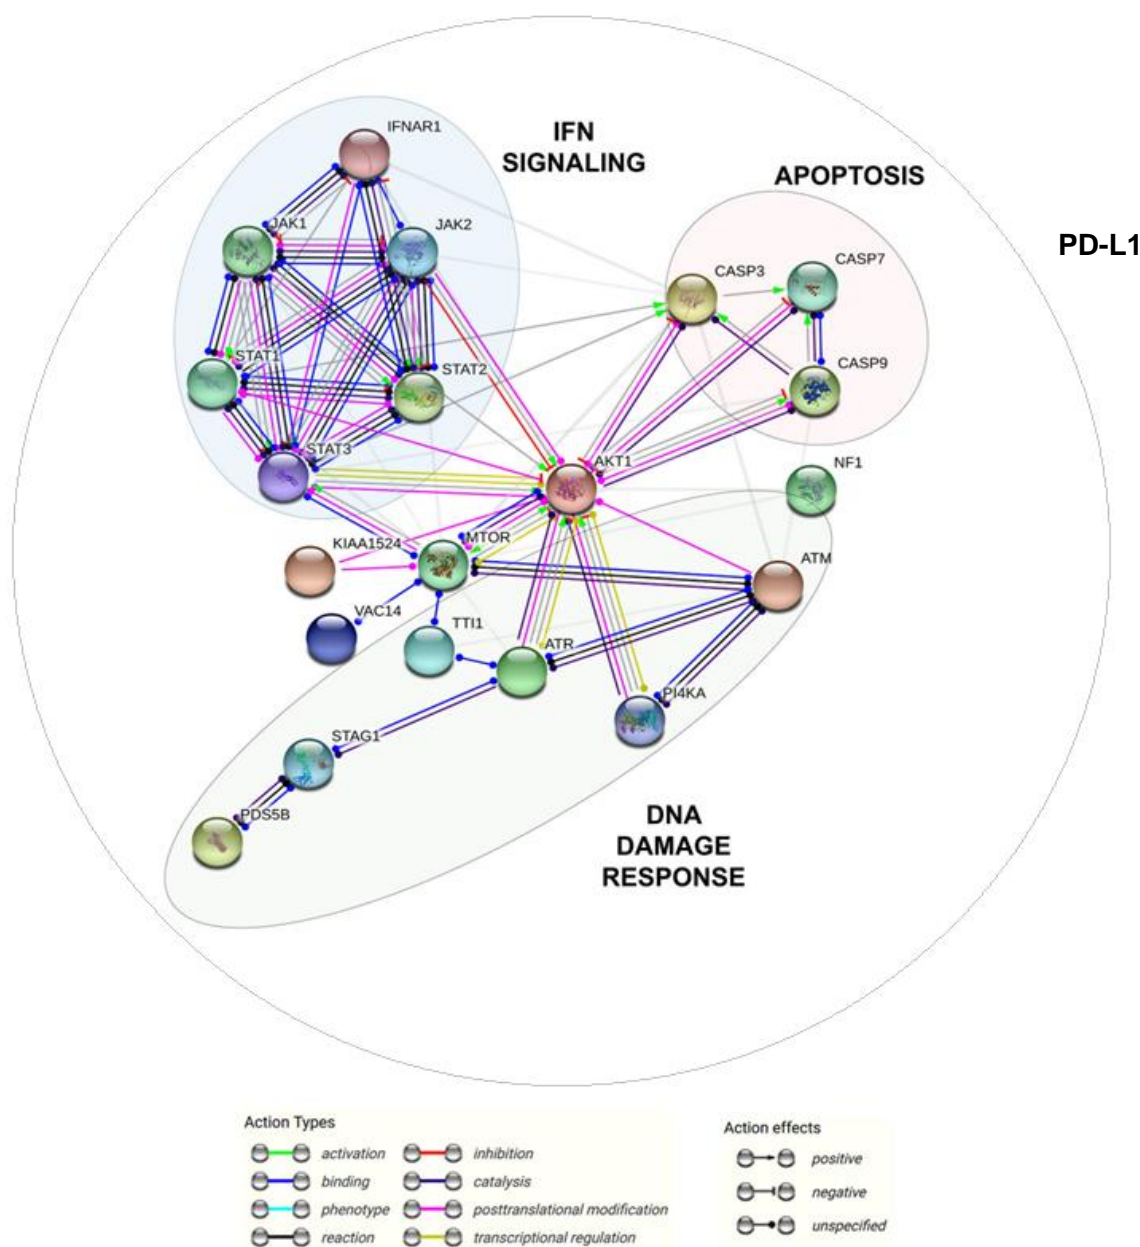 IFNAR1
IFN
SIGNALING
APOPTOSIS
JAK1
JAK2
PD-L1
CASP3
CASP7
STAT1
STAT2
CASP9
STAT3
AKT1
NF1
KIAA1524
MTOR
ATM
VAC14
TTI1
ATR
PI4KA
STAG1
PDS5B
DNA
DAMAGE
RESPONSE
Action Types
activation
inhibition
binding
catalysis
phenotype
posttranslational modification
reaction
transcriptional regulation
Action effects
positive
negative
unspecified